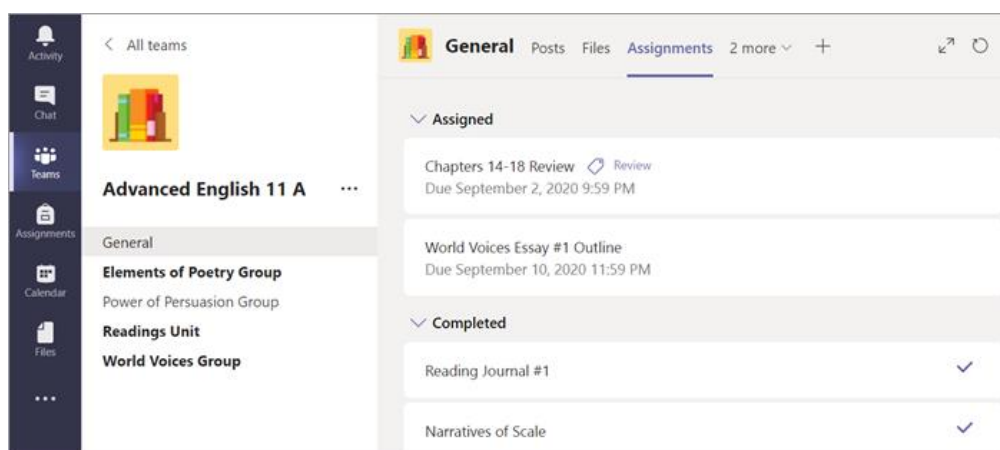 Activity
Chat
Teams
Assignments
Calendar
Files
All teams
Advanced English 11 A
General
Elements of Poetry Group
Power of Persuasion Group
Readings Unit
World Voices Group
General Posts Files Assignments 2 more
Assigned
Chapters 14-18 Review Review
Due September 2, 2020 9:59 PM
World Voices Essay #1 Outline
Due September 10, 2020 11:59 PM
Completed
Reading Journal #1
Narratives of Scale